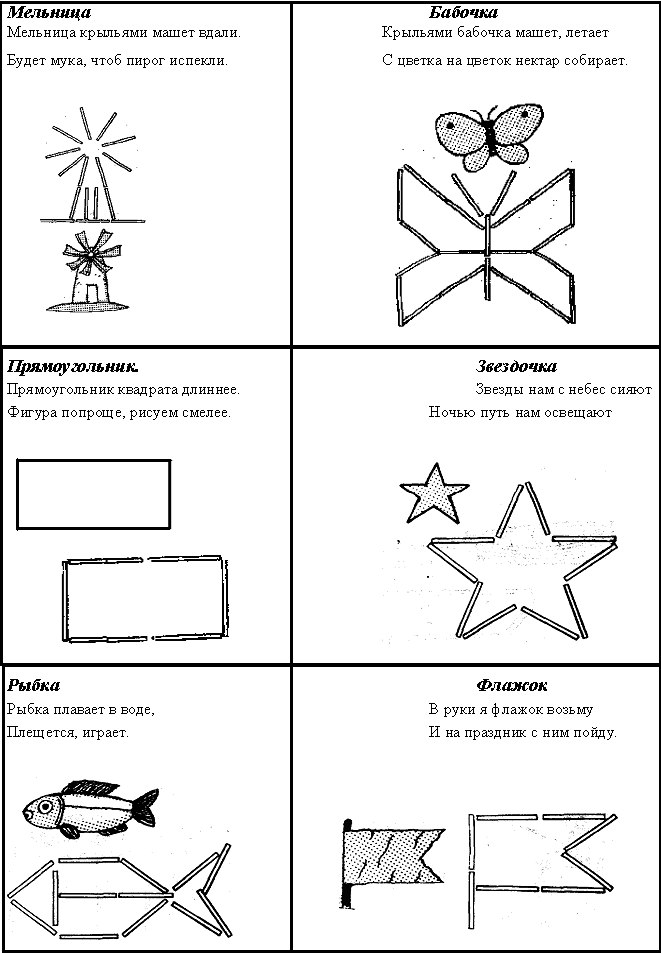 Мельница
Мельница крыльями машет вдали.
Будет мука, чтоб пирог испекли.
Бабочка
Крыльями бабочка машет, летает
С цветка на цветок нектар собирает.
Прямоугольник.
Прямоугольник квадрата длиннее.
Фигура попроще, рисуем смелее.
Звездочка
Звезды нам с небес сияют
Ночью путь нам освещают
Рыбка
Рыбка плавает в воде,
Плещется, играет.
Флажок
В руки я флажок возьму
И на праздник с ним пойду.